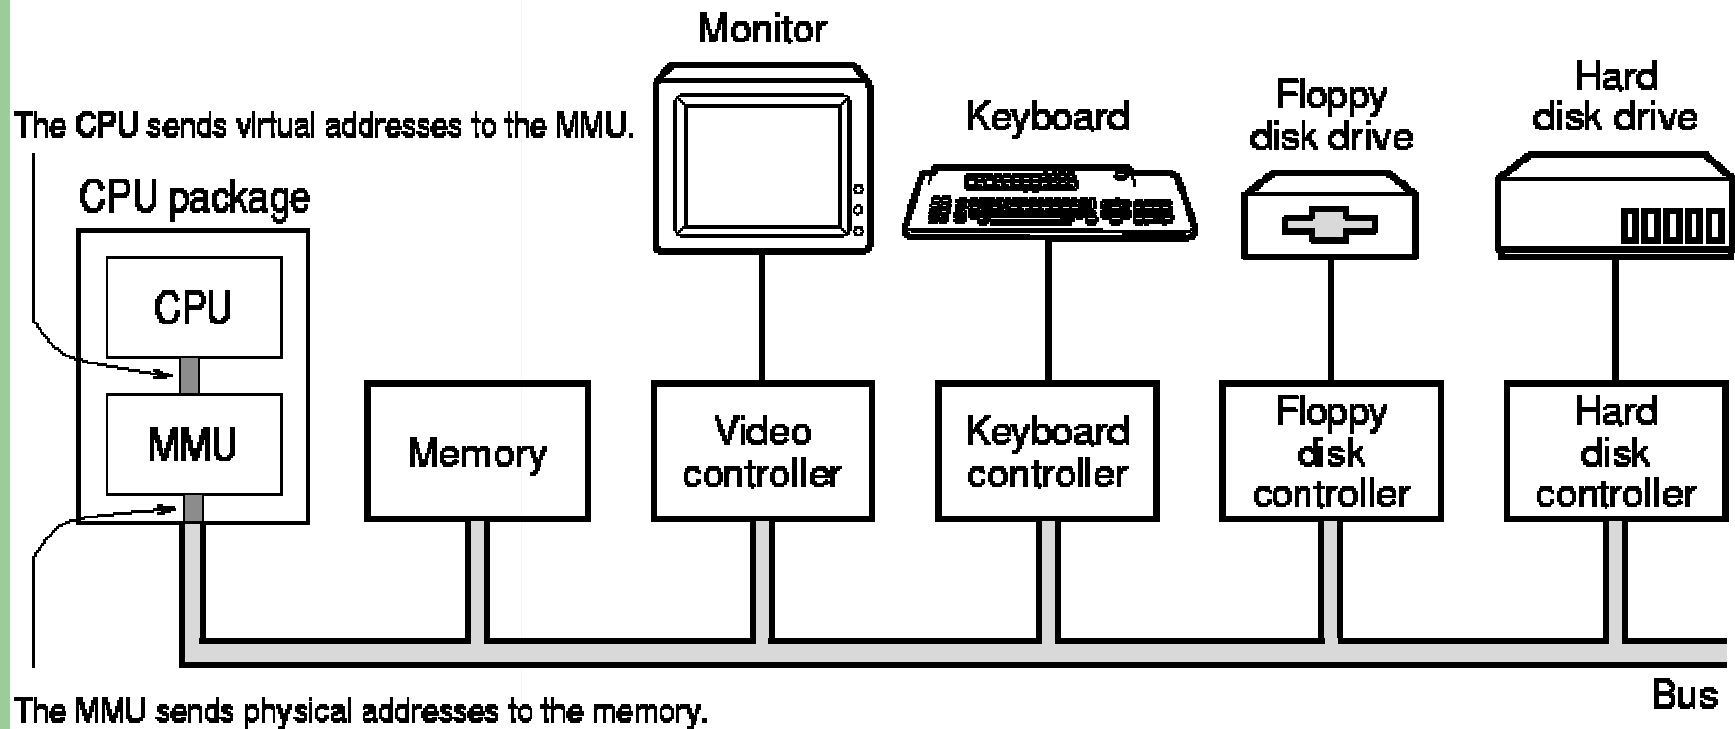 Monitor
The CPU sends virtual addresses to the MMU.
Keyboard
Floppy
disk drive
Hard
disk drive
CPU package
CPU
MMU
Memory
Video
controller
Keyboard
controller
Floppy
disk
controller
Hard
disk
controller
Bus
The MMU sends physical addresses to the memory.